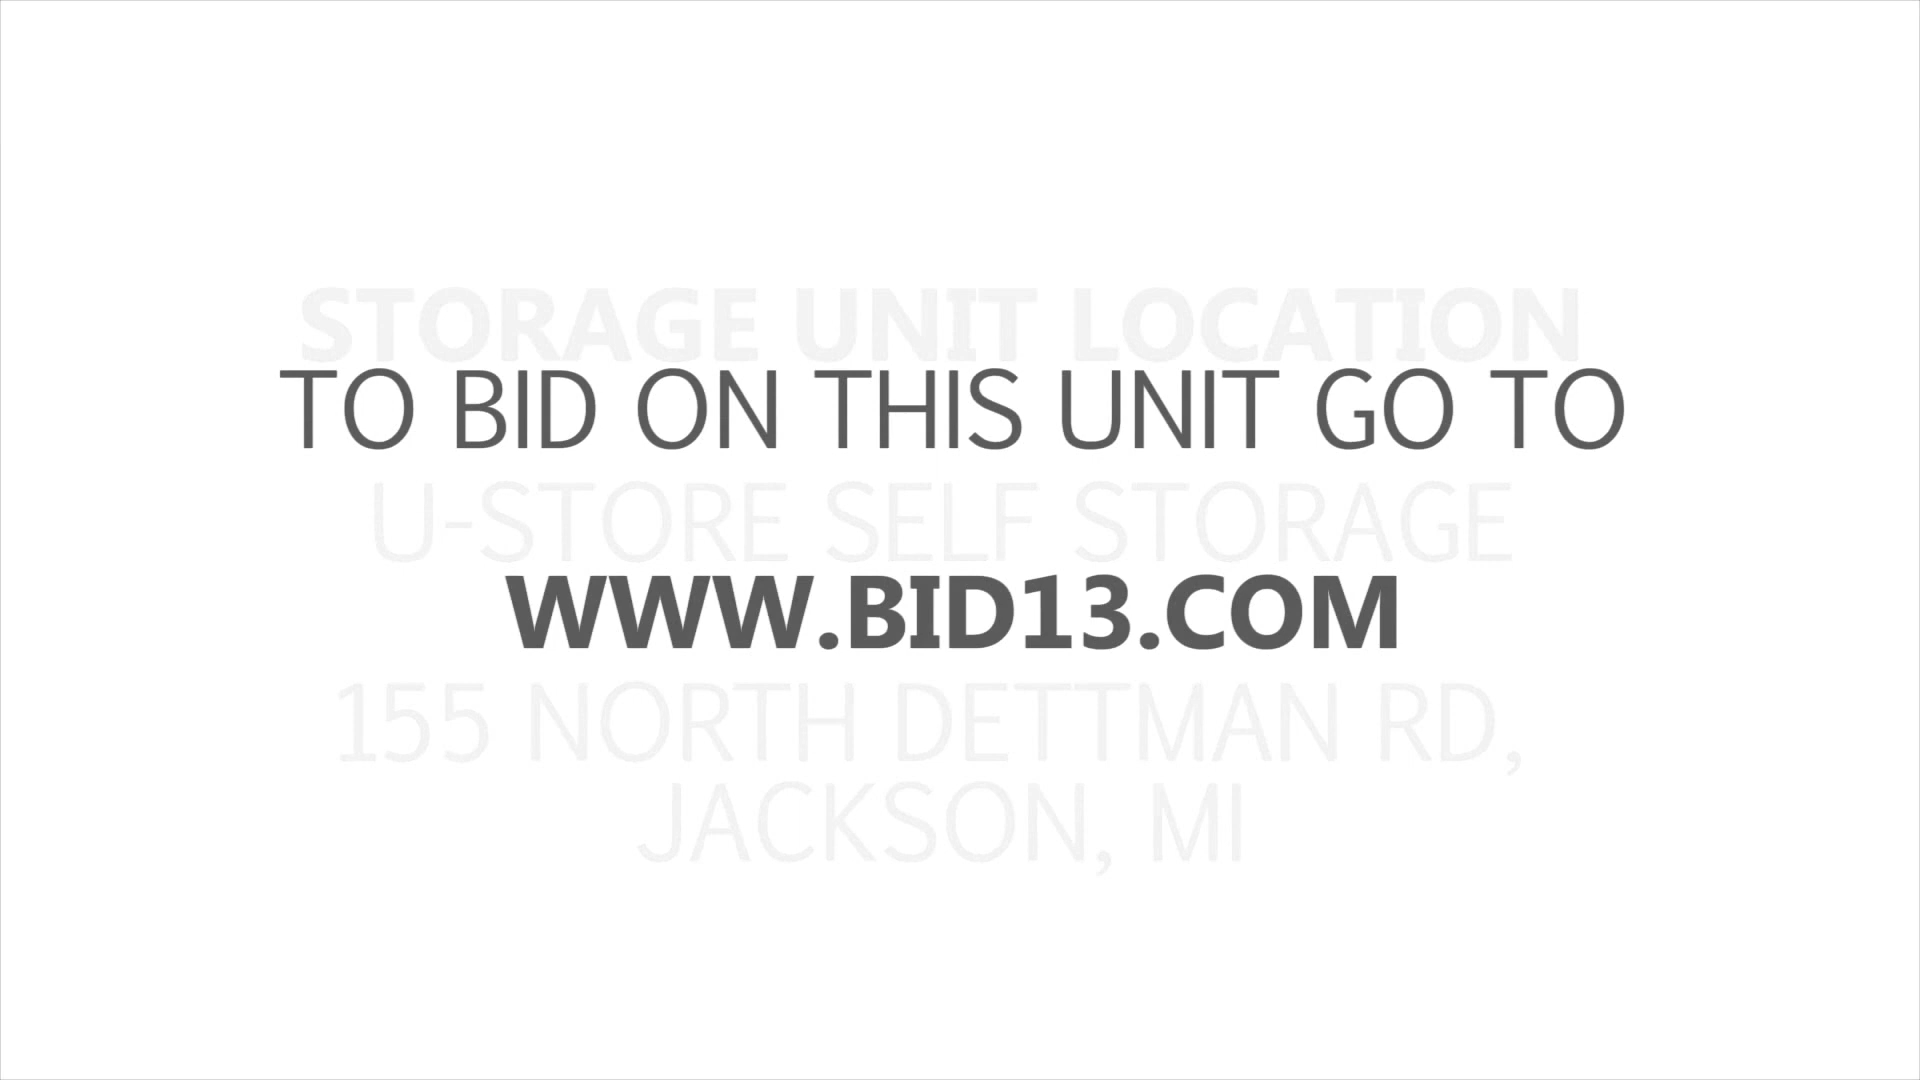 STORAGE UNIT LOCATION
TO BID ON THIS UNIT GO TO
U-STORE SELF STORAGE
WWW.BID13.COM
155 NORTH DETTMAN RD,
JACKSON, MI